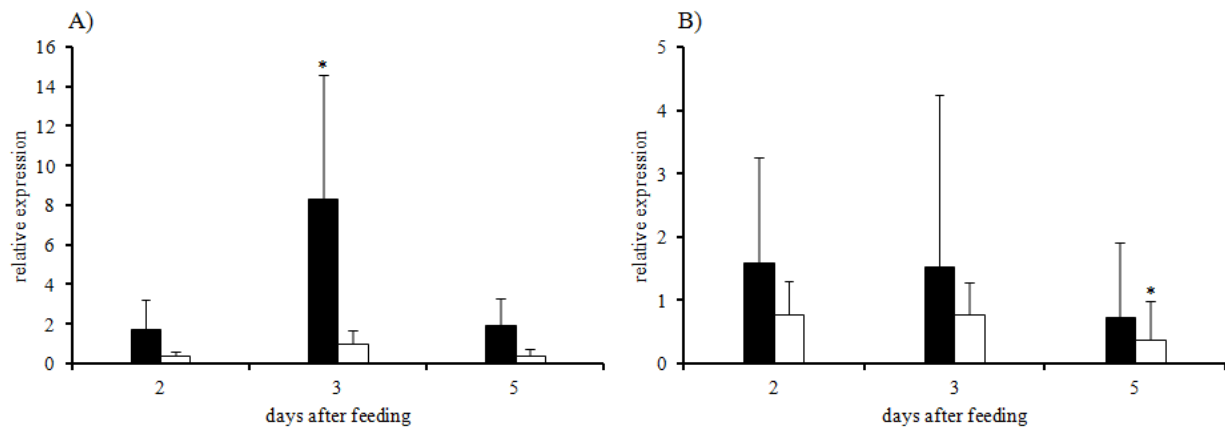 A)
16
14
12
10
8
6
4
2
0
relative expression
*
2 3 5
days after feeding
B)
5
4
3
2
1
0
relative expression
*
2 3 5
days after feeding